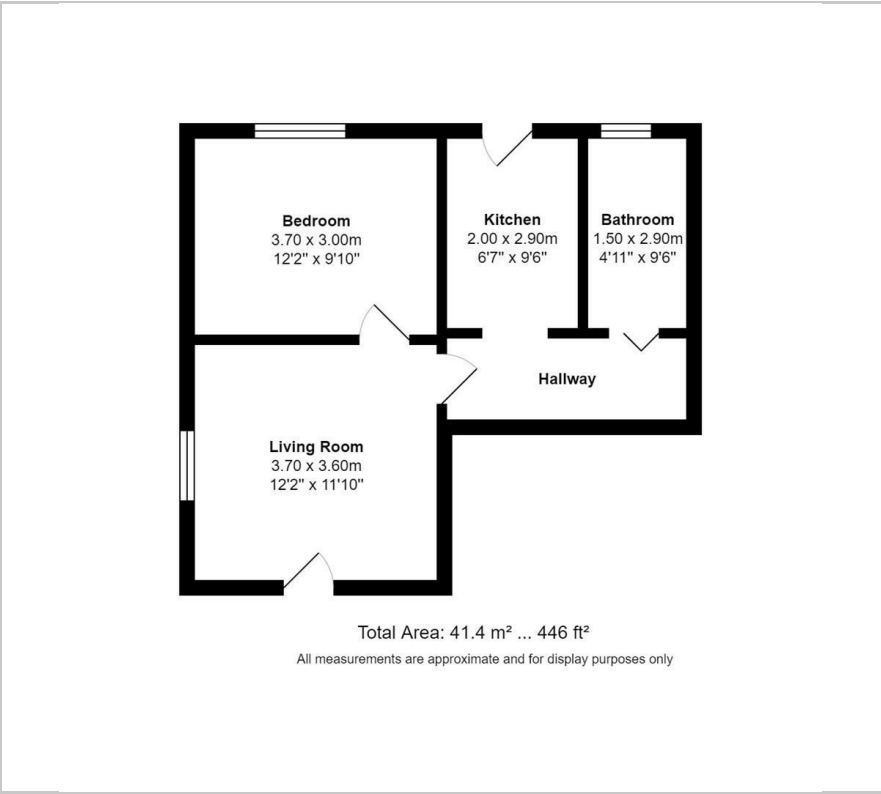 Bedroom
3.70 x 3.00m
12'2" x 9'10"
Kitchen
2.00 x 2.90m
6'7" x 9'6"
Bathroom
1.50 x 2.90m
4'11" x 9'6"
Hallway
Living Room
3.70 x 3.60m
12'2" x 11'10"
Total Area: 41.4 m² ... 446 ft²
All measurements are approximate and for display purposes only